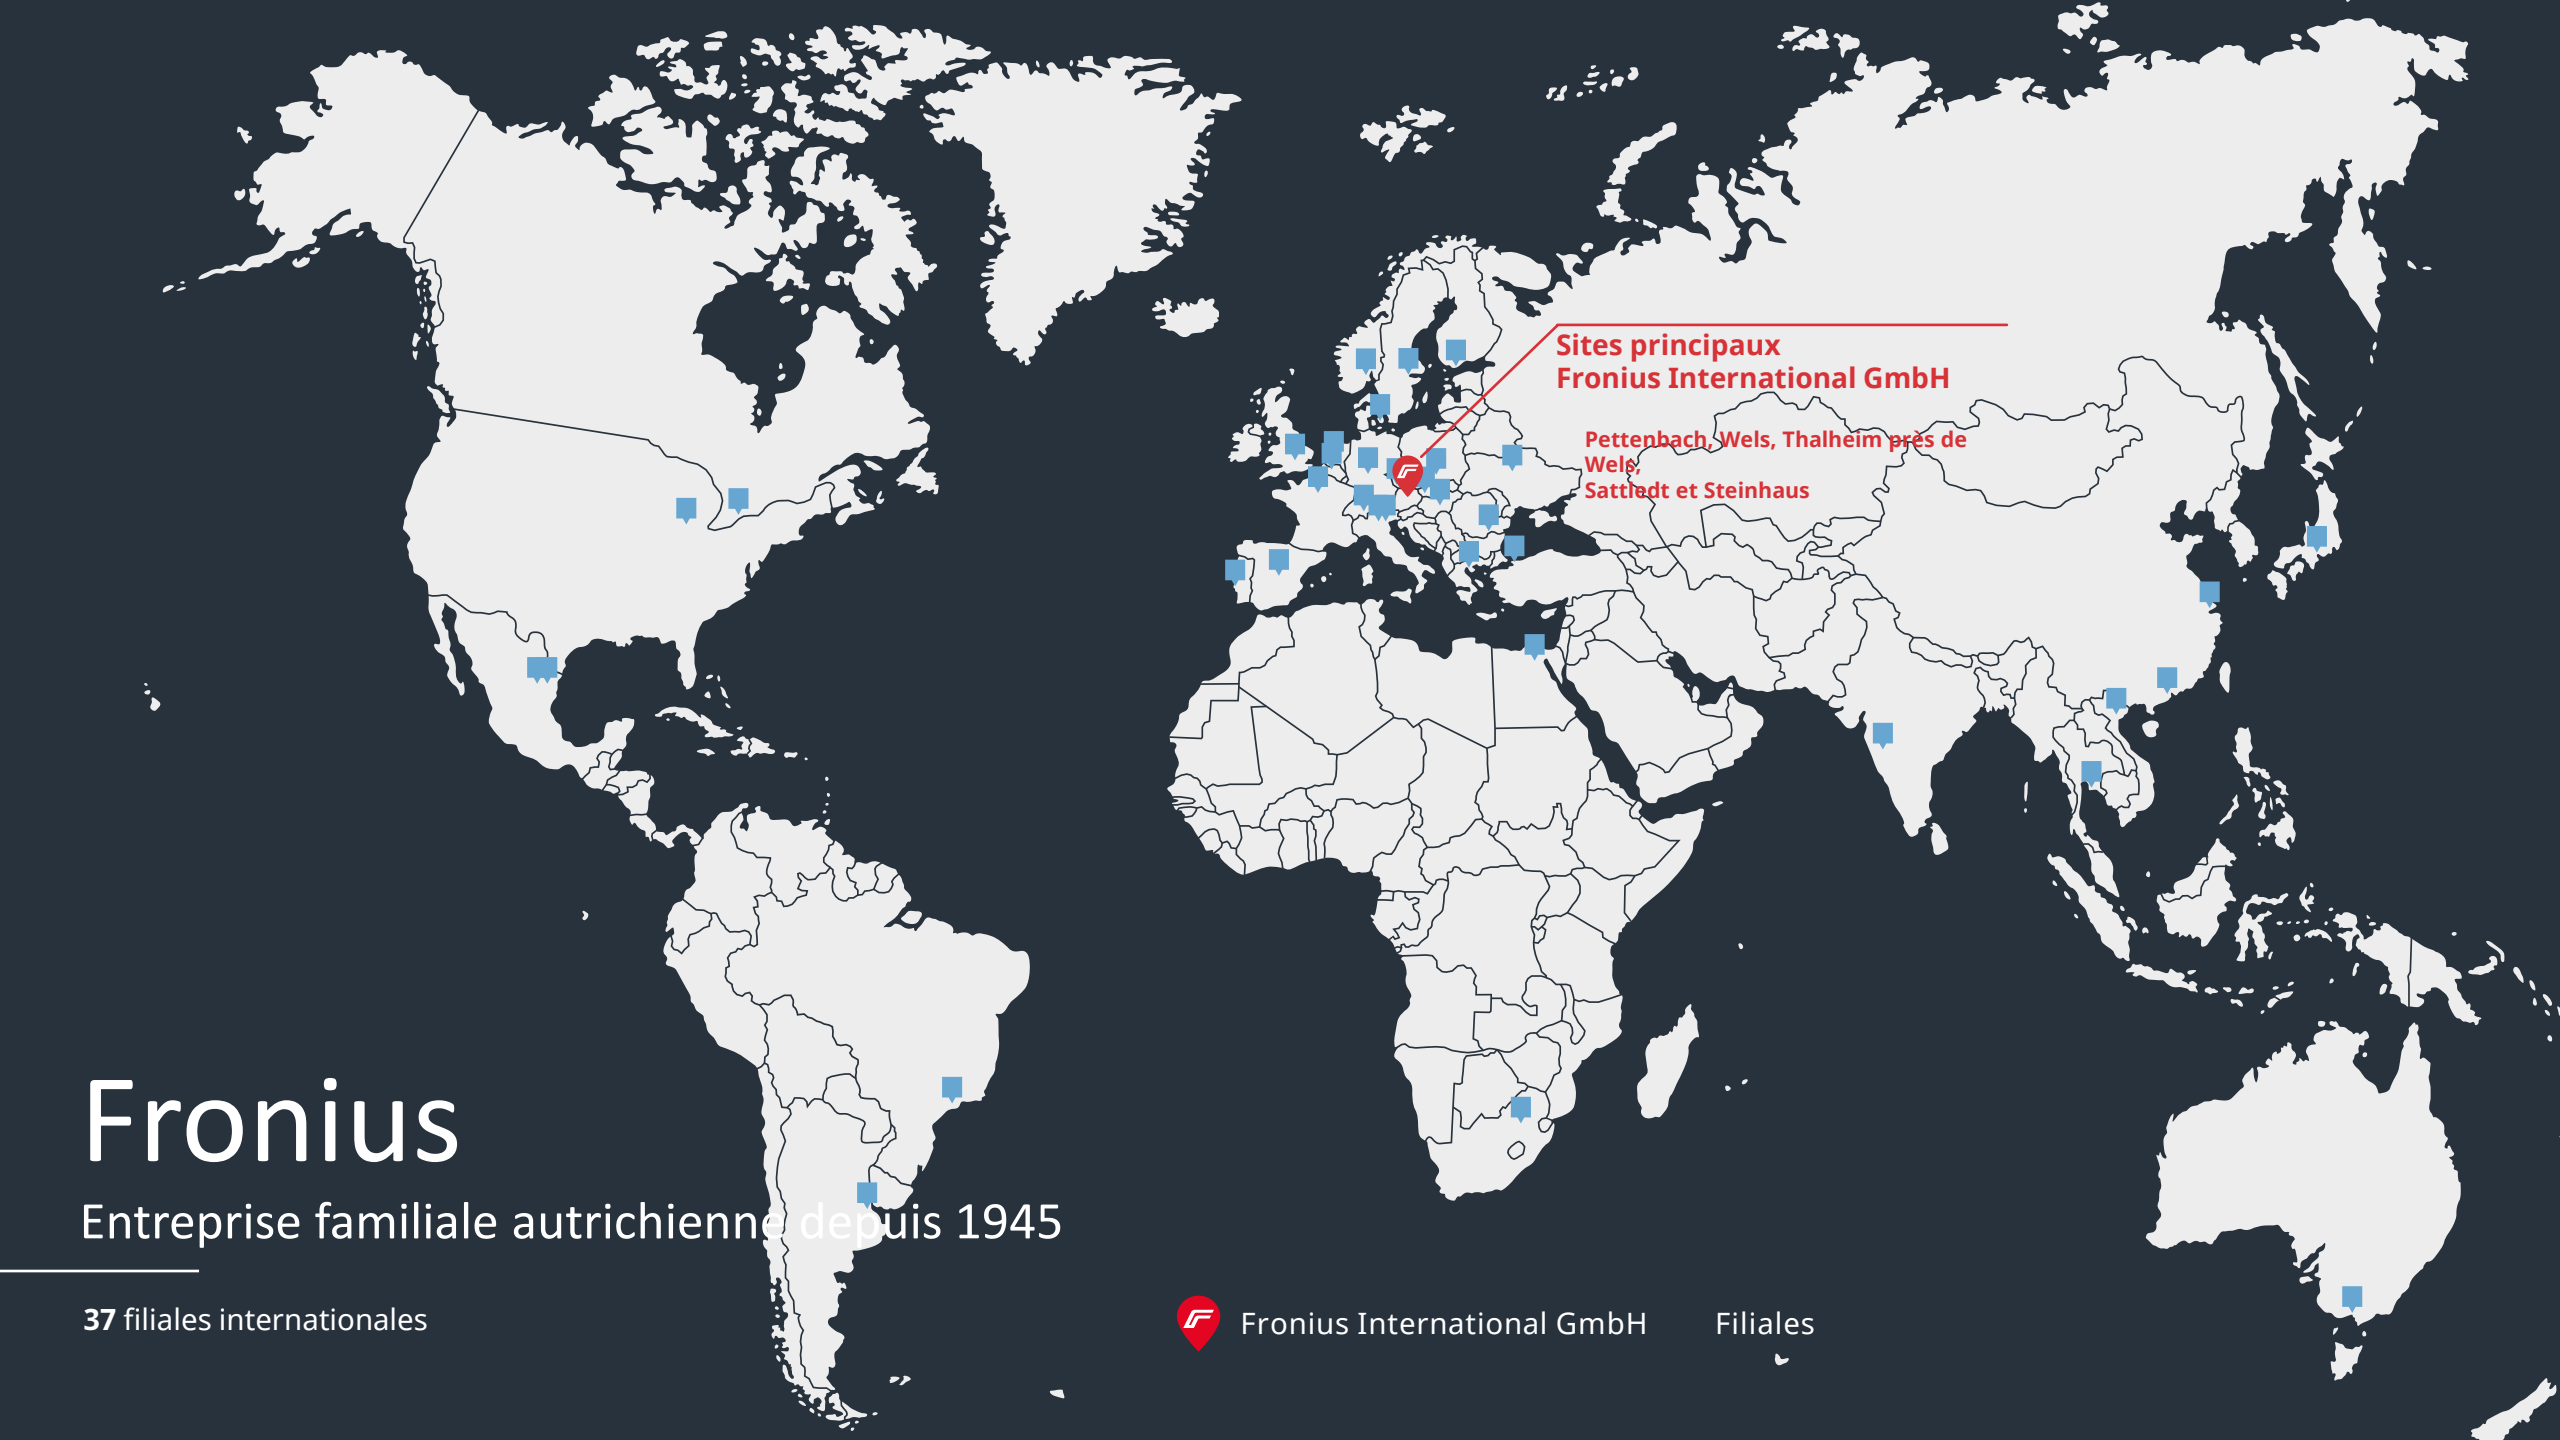 Sites principaux
Fronius International GmbH
Pettenbach, Wels, Thalheim près de
Wels,
Sattledt et Steinhaus
Fronius
Entreprise familiale autrichienne depuis 1945
37 filiales internationales
Fronius International GmbH
Filiales